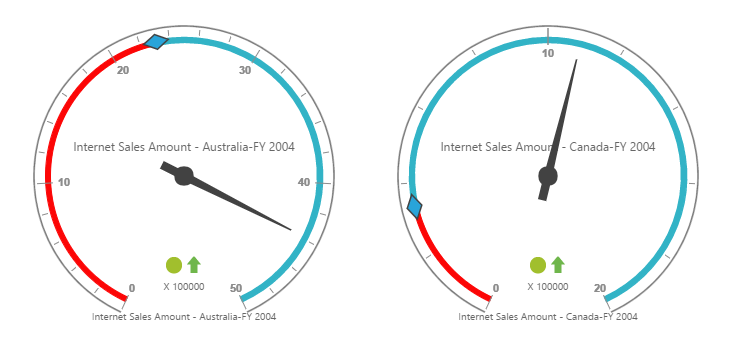 20
30
Internet Sales Amount - Australia-FY 2004
10
40
X 100000
0
50
Internet Sales Amount - Australia-FY 2004
10
Internet Sales Amount - Canada-FY 2004
X 100000
0
20
Internet Sales Amount - Canada-FY 2004